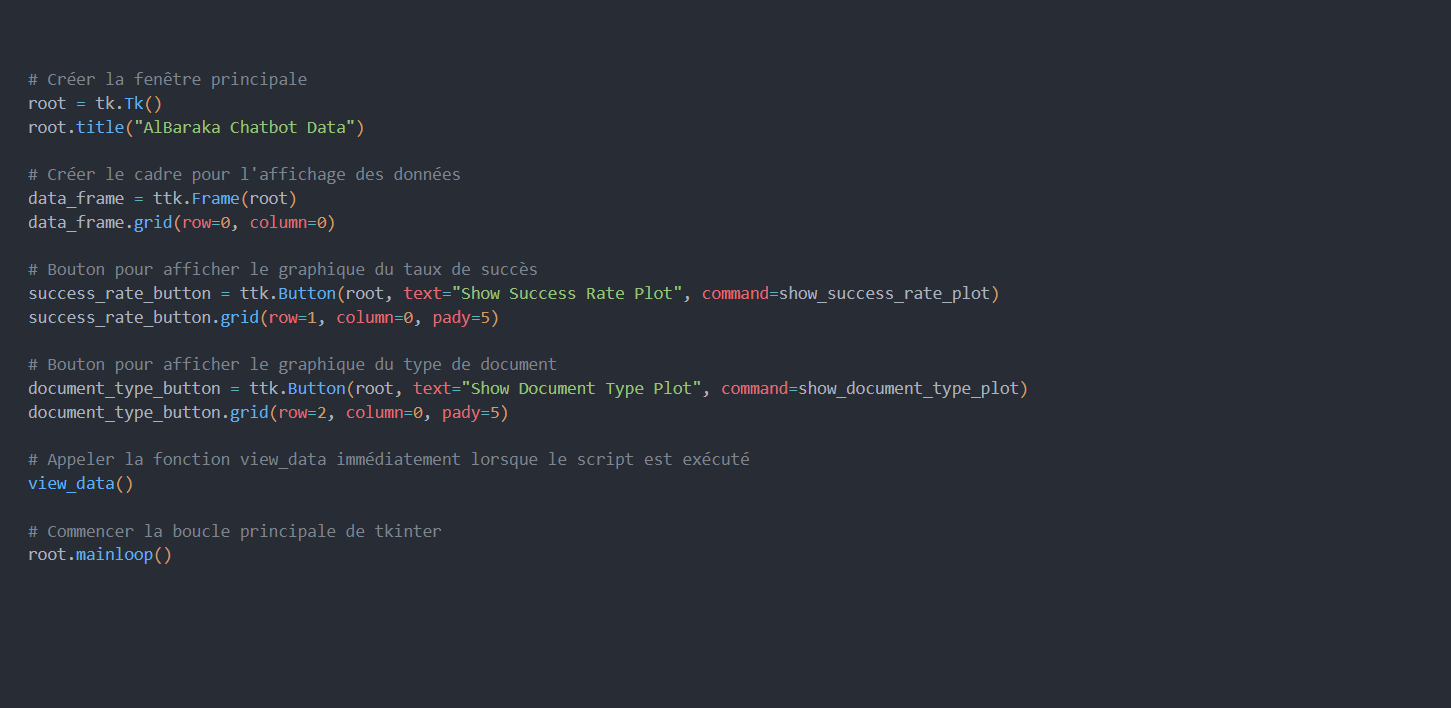 # Créer la fenêtre principale
root = tk.Tk()
root.title("AlBaraka Chatbot Data")
# Créer le cadre pour l'affichage des données
data_frame = ttk.Frame(root)
data_frame.grid(row=0, column=0)
# Bouton pour afficher le graphique du taux de succès
success_rate_button = ttk.Button(root, text="Show Success Rate Plot", command=show_success_rate_plot)
success_rate_button.grid(row=1, column=0, pady=5)
# Bouton pour afficher le graphique du type de document
document_type_button = ttk.Button(root, text="Show Document Type Plot", command=show_document_type_plot)
document_type_button.grid(row=2, column=0, pady=5)
# Appeler la fonction view_data immédiatement lorsque le script est exécuté
view_data()
# Commencer la boucle principale de tkinter
root.mainloop()